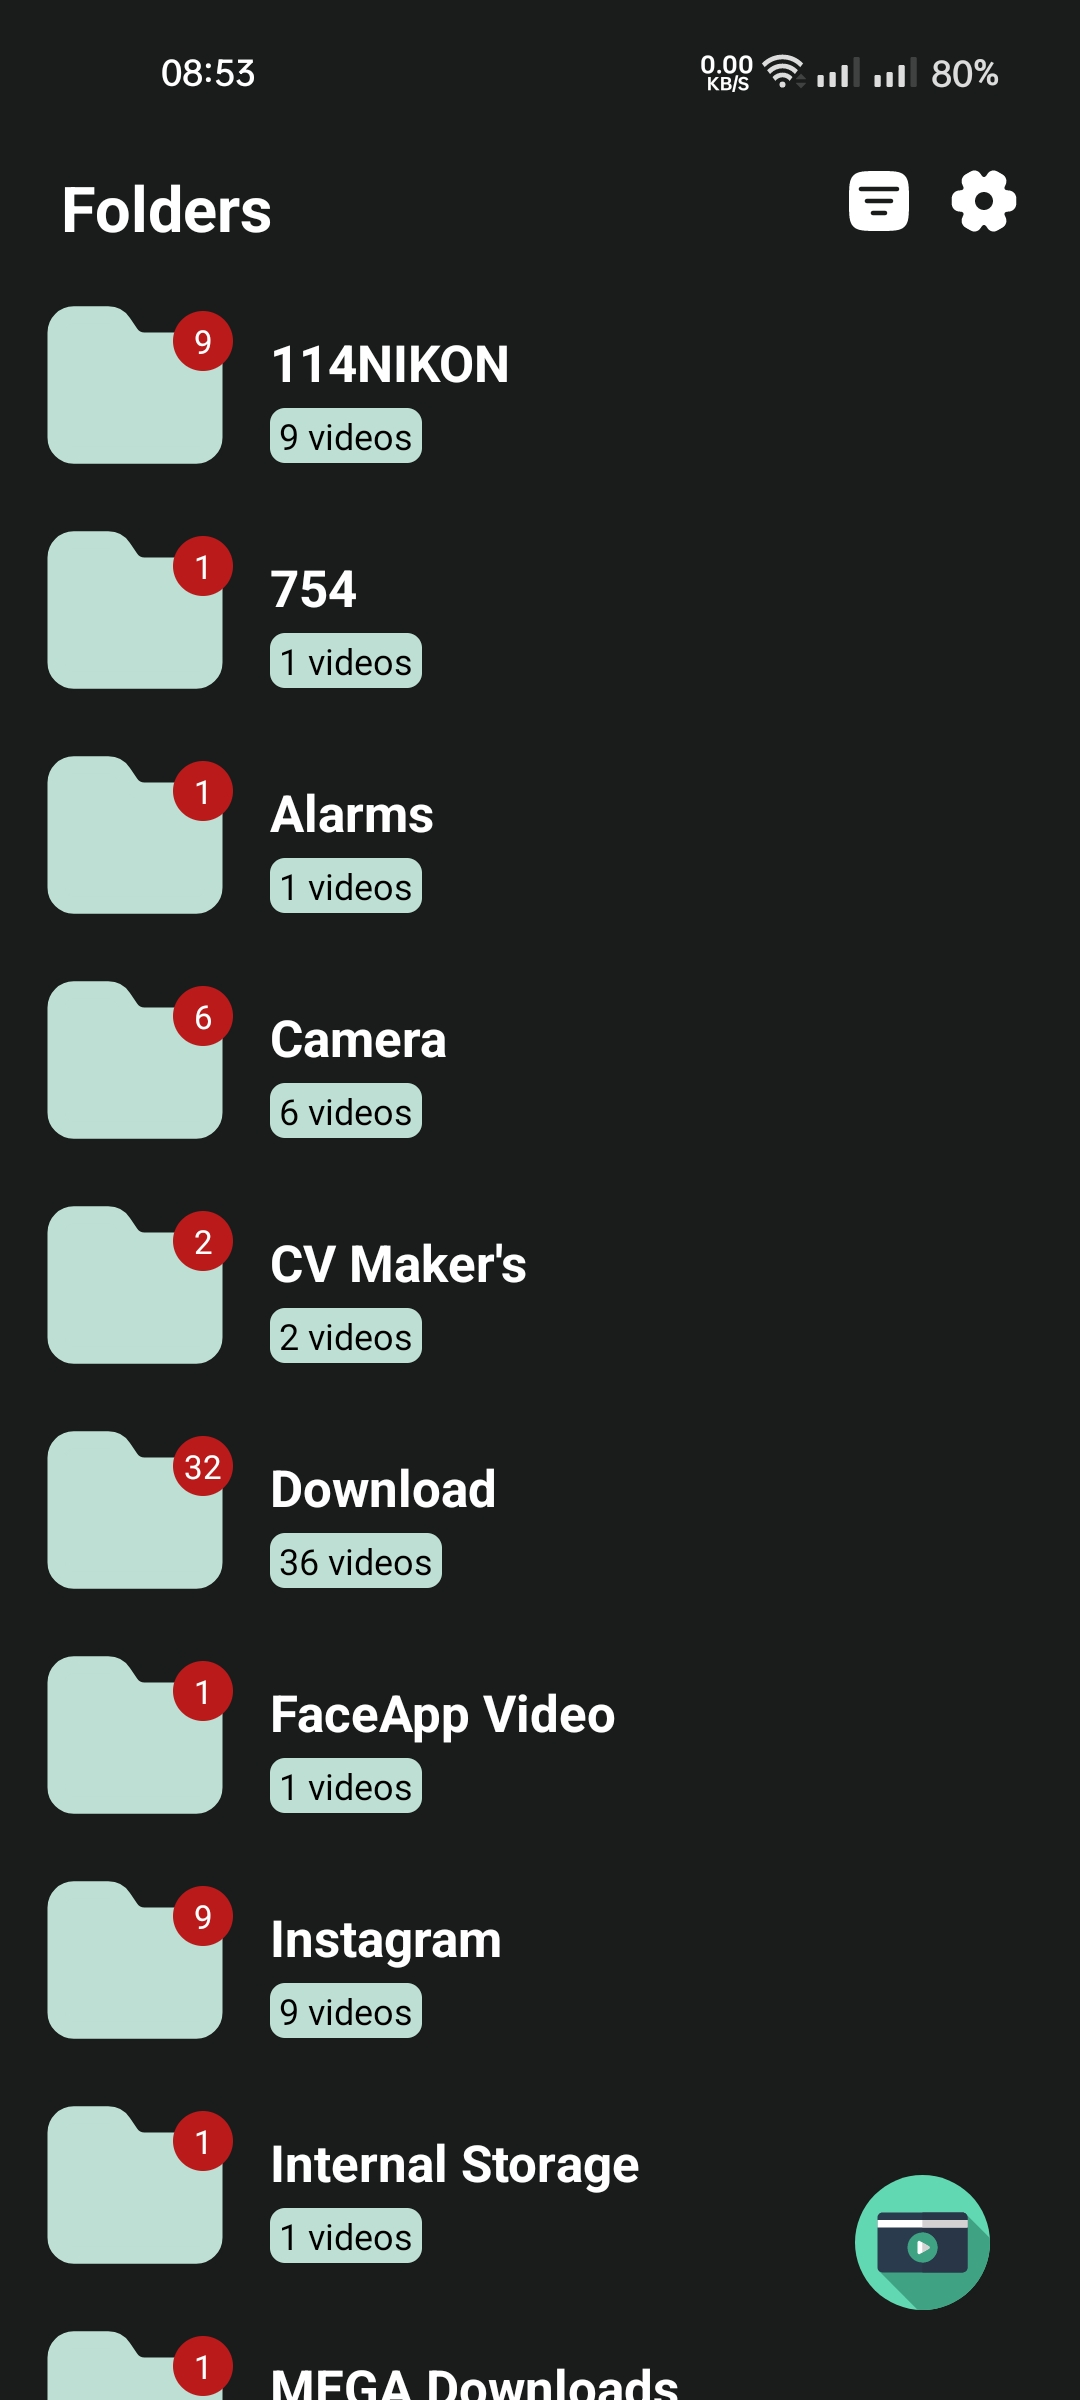 08:53 0.00 KB/S 80%
Folders
9
114NIKON
9 videos
1
754
1 videos
1
Alarms
1 videos
6
Camera
6 videos
2
CV Maker's
2 videos
32
Download
36 videos
1
FaceApp Video
1 videos
9
Instagram
9 videos
1
Internal Storage
1 videos
1
MEGA Downloads